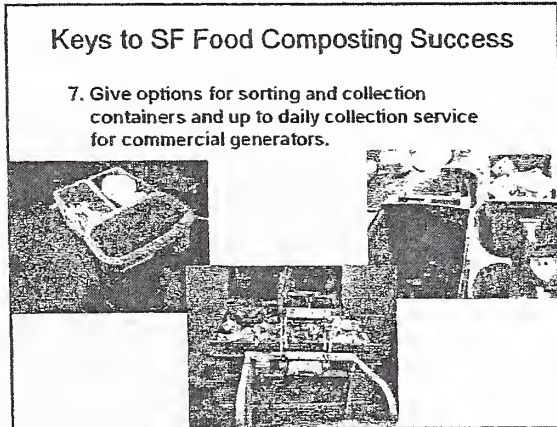 Keys to SF Food Composting Success
7. Give options for sorting and collection
containers and up to daily collection service
for commercial generators.